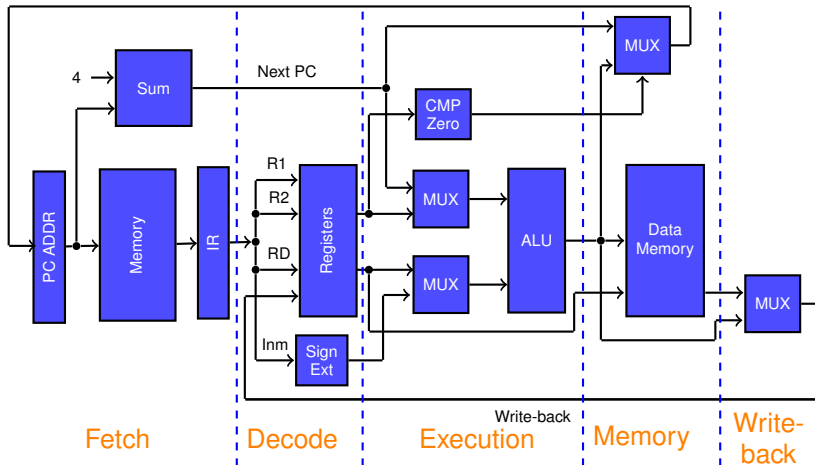 MUX
4
Sum
Next PC
CMP
Zero
R1
R2
RD
Inm
PC ADDR
Memory
IR
Registers
MUX
MUX
ALU
Data
Memory
MUX
Sign
Ext
Write-back
Fetch
Decode
Execution
Memory
Write-
back